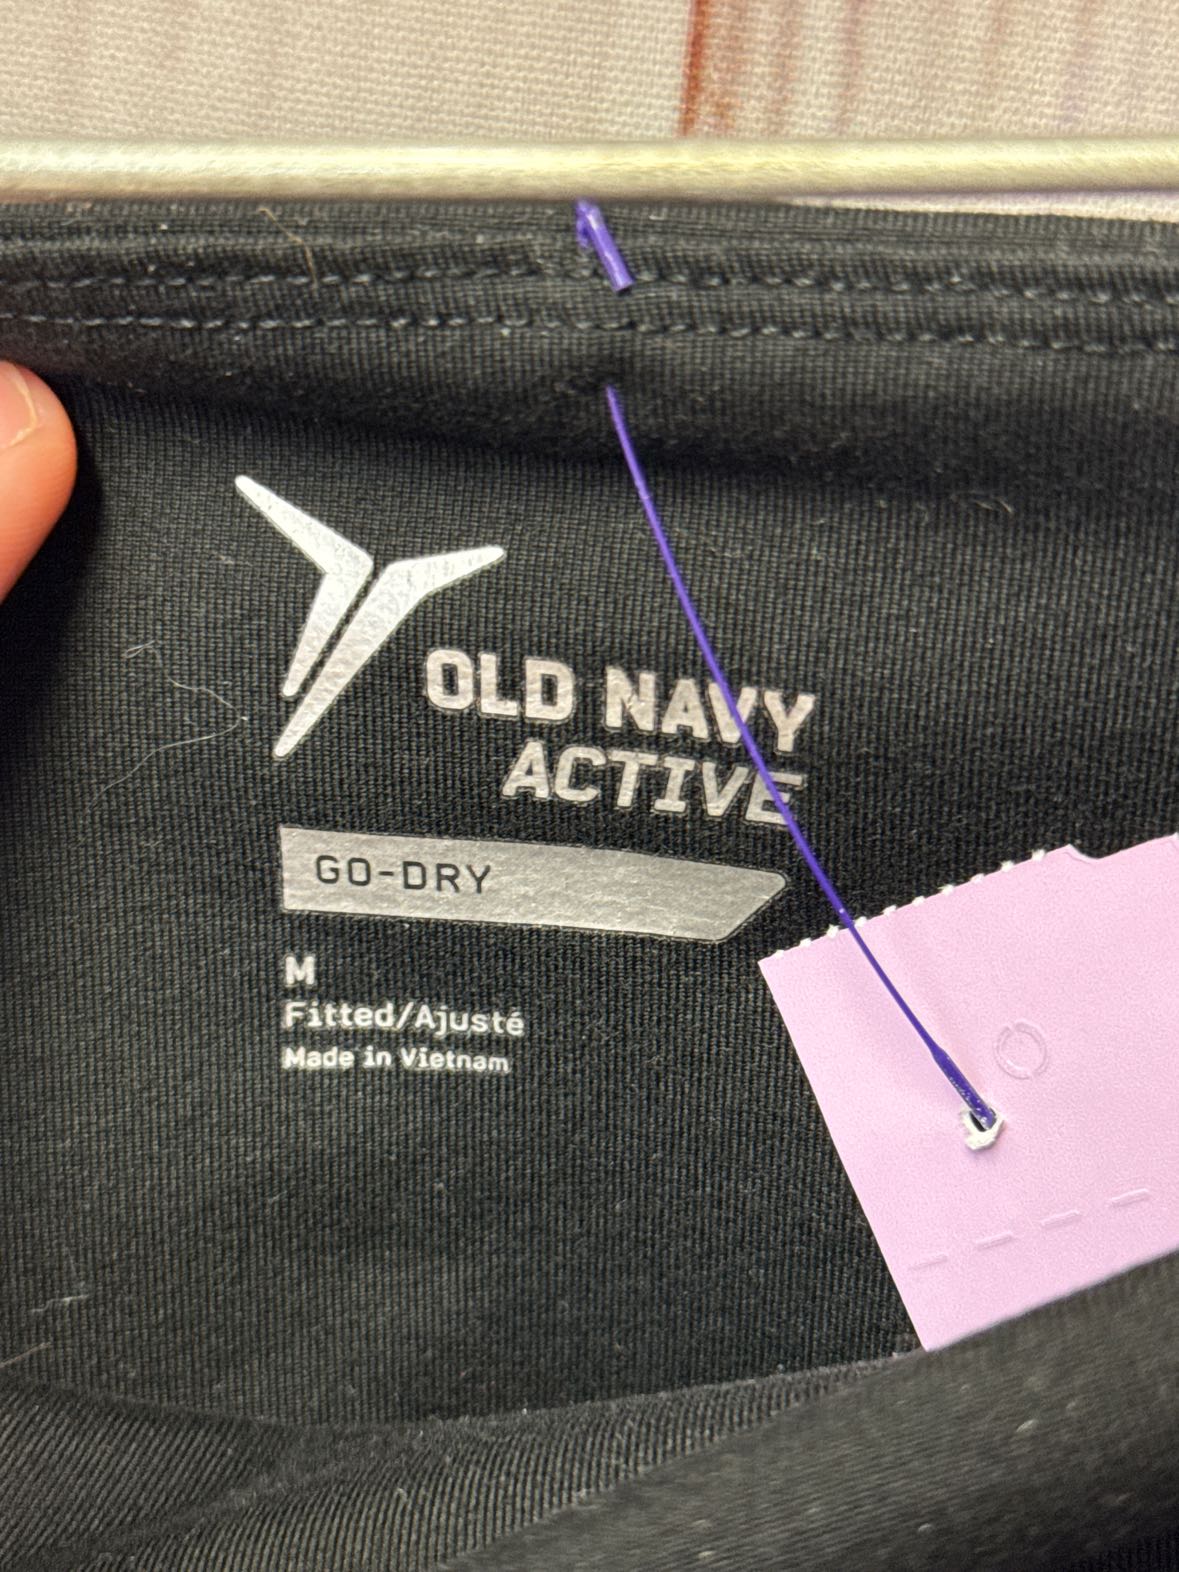 OLD NAVY
ACTIVE
GO-DRY
M
Fitted/Ajusté
Made in Vietnam